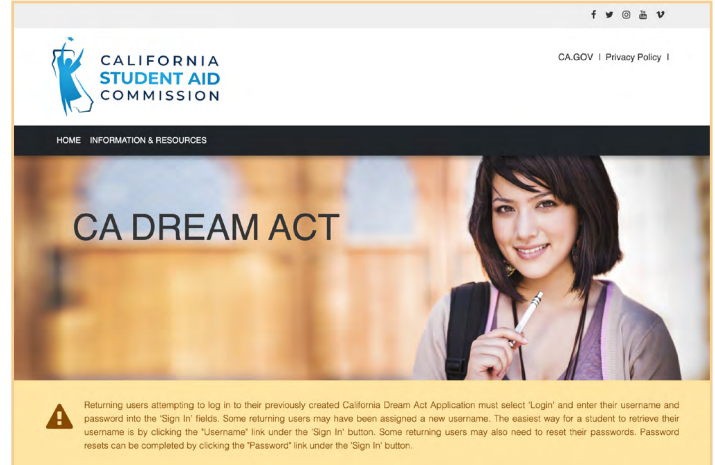 CALIFORNIA
STUDENT AID
COMMISSION
CA.GOV | Privacy Policy |
HOME INFORMATION & RESOURCES
CA DREAM ACT
Returning users attempting to log in to their previously created California Dream Act Application must select 'Login' and enter their username and
password into the 'Sign In' fields. Some returning users may have been assigned a new username. The easiest way for a student to retrieve their
username is by clicking the "Username" link under the 'Sign In' button. Some returning users may also need to reset their passwords. Password
resets can be completed by clicking the "Password" link under the 'Sign In' button.